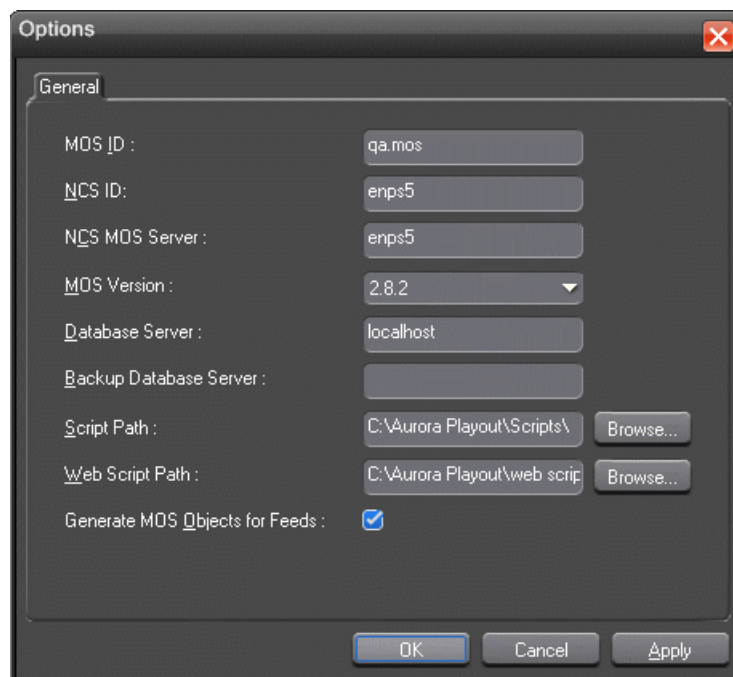 Options
General
MOS ID : qa.mos
NCS ID: enps5
NCS MOS Server : enps5
MOS Version : 2.8.2
Database Server : localhost
Backup Database Server :
Script Path : C:\Aurora Playout\Scripts\ Browse...
Web Script Path : C:\Aurora Playout\web scrip Browse...
Generate MOS Objects for Feeds :
OK Cancel Apply